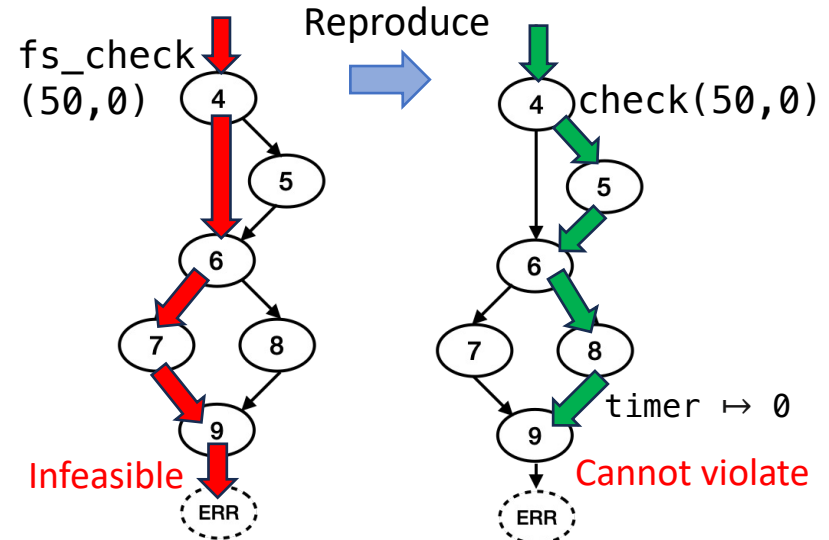 Reproduce
fs_check
(50,0)
4
5
6
7
8
9
Infeasible
ERR
4
check(50,0)
5
6
7
8
timer ↦ 0
9
Cannot violate
ERR